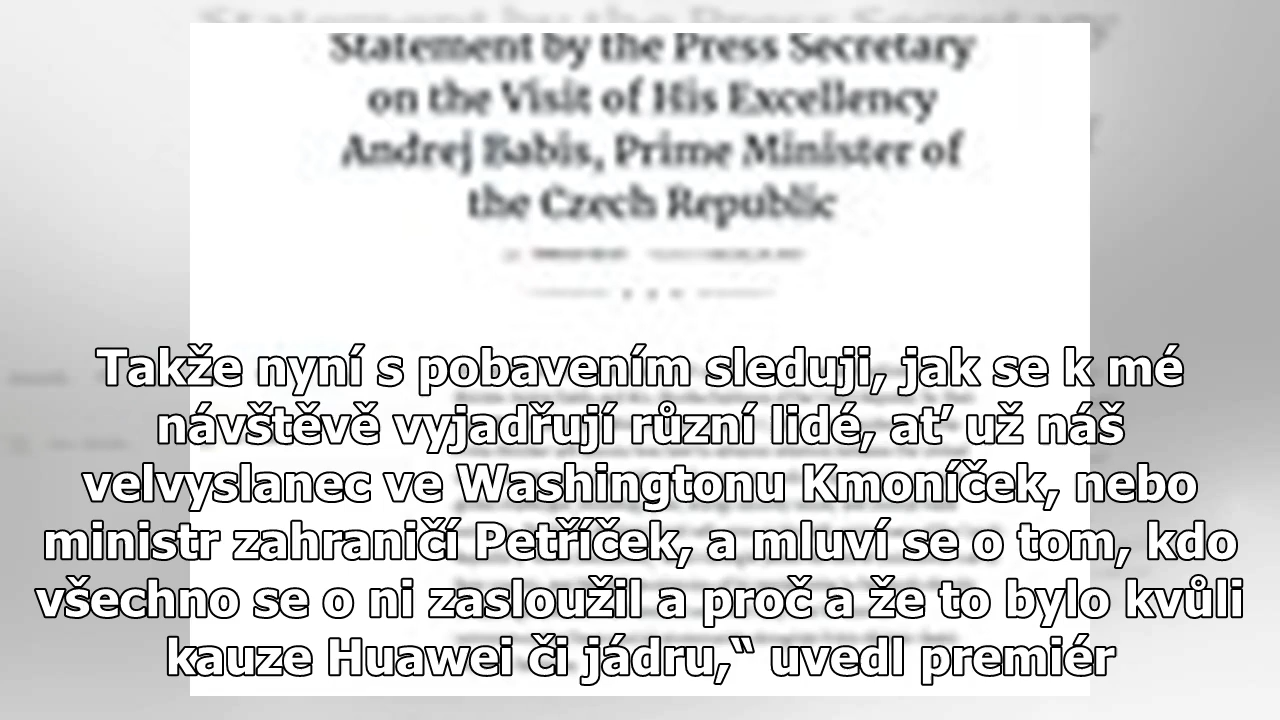 Statement by the Press Secretary
on the Visit of His Excellency
Andrej Babis, Prime Minister of
the Czech Republic
Takže nyní s pobavením sleduji, jak se k mé
návštěvě vyjadřují různí lidé, ať už náš
velvyslanec ve Washingtonu Kmoníček, nebo
ministr zahraničí Petříček, a mluví se o tom, kdo
všechno se o ni zasloužil a proč a že to bylo kvůli
kauze Huawei či jádru,“ uvedl premiér